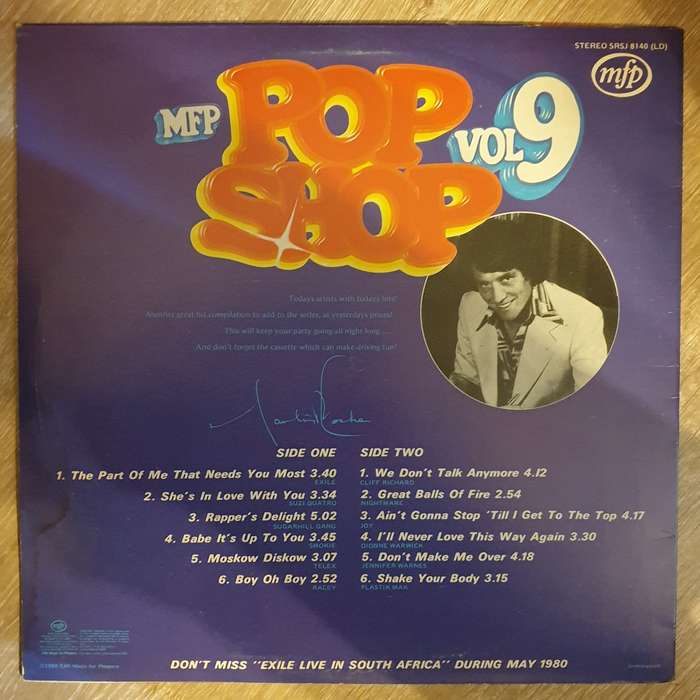 STEREO SRSJ 8140 (LD)
mfp
MFP
POP
VOL 9
SHOP
Todays artists with todays hits!
Another great hit compilation to add to the series, at yesterdays prices!
This will keep your party going all night long.....
And don't forget the cassette which can make driving fun!
SIDE ONE
1. The Part Of Me That Needs You Most 3.40
EXILE
2. She's In Love With You 3.34
SUZI QUATRO
3. Rapper's Delight 5.02
SUGARHILL GANG
4. Babe It's Up To You 3.45
SMOKIE
5. Moskow Diskow 3.07
TELEX
6. Boy Oh Boy 2.52
RACEY
SIDE TWO
1. We Don't Talk Anymore 4.12
CLIFF RICHARD
2. Great Balls Of Fire 2.54
NIGHTMARE
3. Ain't Gonna Stop 'Till I Get To The Top 4.17
JOY
4. I'll Never Love This Way Again 3.30
DIONNE WARWICK
5. Don't Make Me Over 4.18
JENNIFER WARNES
6. Shake Your Body 3.15
PLASTIK MAK
mfp
DON'T MISS "EXILE LIVE IN SOUTH AFRICA" DURING MAY 1980